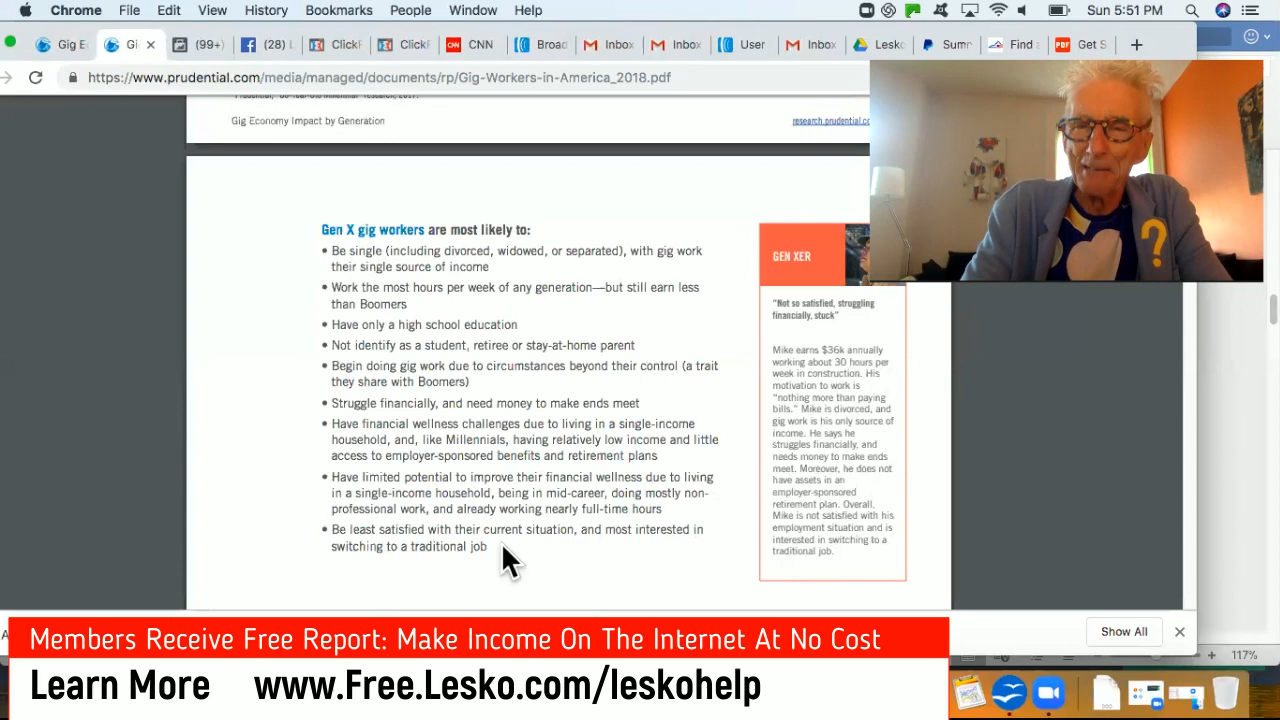 Chrome File Edit View History Bookmarks People Window Help Sun 5:51 PM
Gig E Gi (99+) (28) ClickF ClickF CNN CNN Broad Inbox Inbox User Inbox Lesko Sum Find PDF Get S
https://www.prudential.com/media/managed/documents/rp/Gig-Workers-in-America_2018.pdf
Gig Economy Impact by Generation research.prudential.co
Gen X gig workers are most likely to:
• Be single (including divorced, widowed, or separated), with gig work
their single source of income
• Work the most hours per week of any generation—but still earn less
than Boomers
• Have only a high school education
• Not identify as a student, retiree or stay-at-home parent
• Begin doing gig work due to circumstances beyond their control (a trait
they share with Boomers)
• Struggle financially, and need money to make ends meet
• Have financial wellness challenges due to living in a single-income
household, and, like Millennials, having relatively low income and little
access to employer-sponsored benefits and retirement plans
• Have limited potential to improve their financial wellness due to living
in a single-income household, being in mid-career, doing mostly non-
professional work, and already working nearly full-time hours
• Be least satisfied with their current situation, and most interested in
switching to a traditional job
GEN XER
"Not so satisfied, struggling
financially, stuck"
Mike earns $36k annually
working about 30 hours per
week in construction. His
motivation to work is
"nothing more than paying
bills." Mike is divorced, and
gig work is his only source of
income. He says he
struggles financially, and
needs money to make ends
meet. Moreover, he does not
have assets in an
employer-sponsored
retirement plan. Overall,
Mike is not satisfied with his
employment situation and is
interested in switching to a
traditional job.
?
Show All
117%
Members Receive Free Report: Make Income On The Internet At No Cost
Learn More www.Free.Lesko.com/leskohelp
DOC